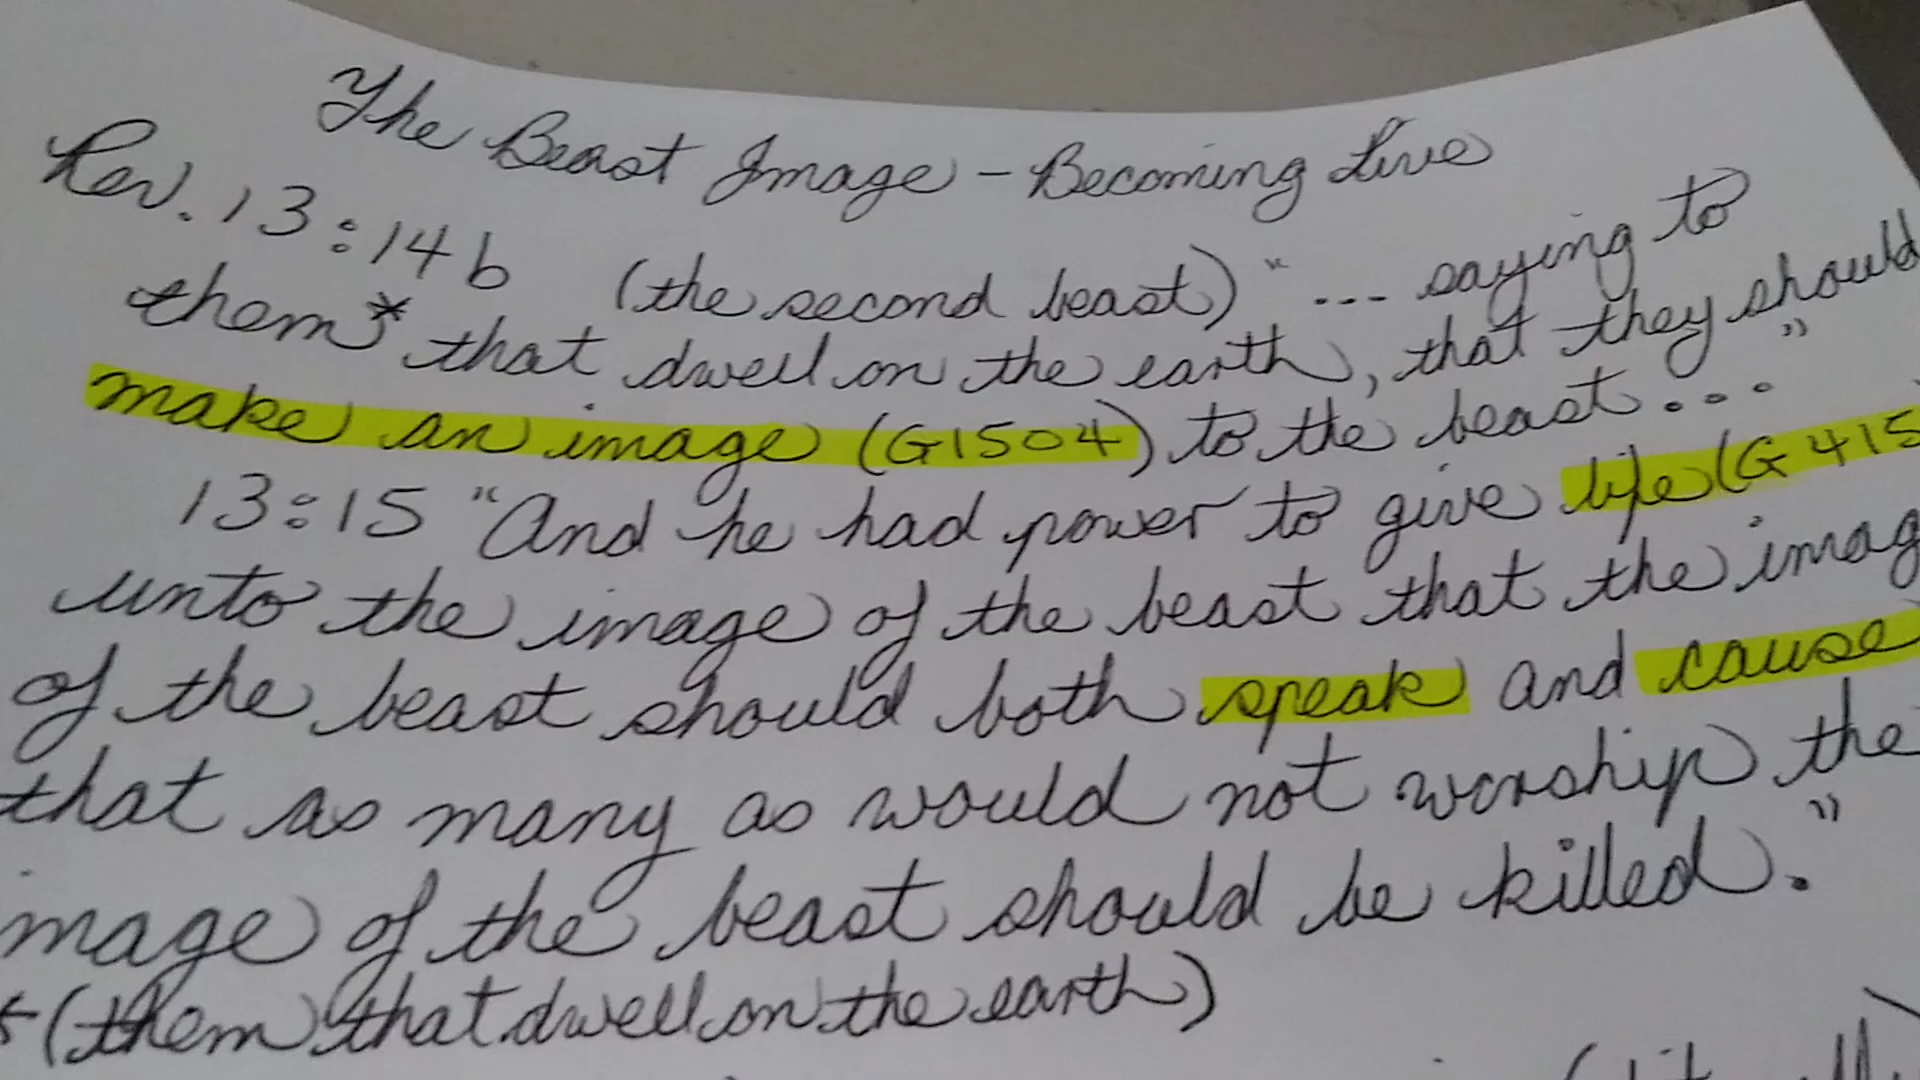 The Beast Image - Becoming Live
Rev. 13:14b (the second beast) "... saying to
them* that dwell on the earth, that they should
make an image (G1504) to the beast..."
13:15 "And he had power to give life (G415
unto the image of the beast that the imag
of the beast should both speak and cause
that as many as would not worship the
mage of the beast should be killed."
*(them that dwell on the earth)